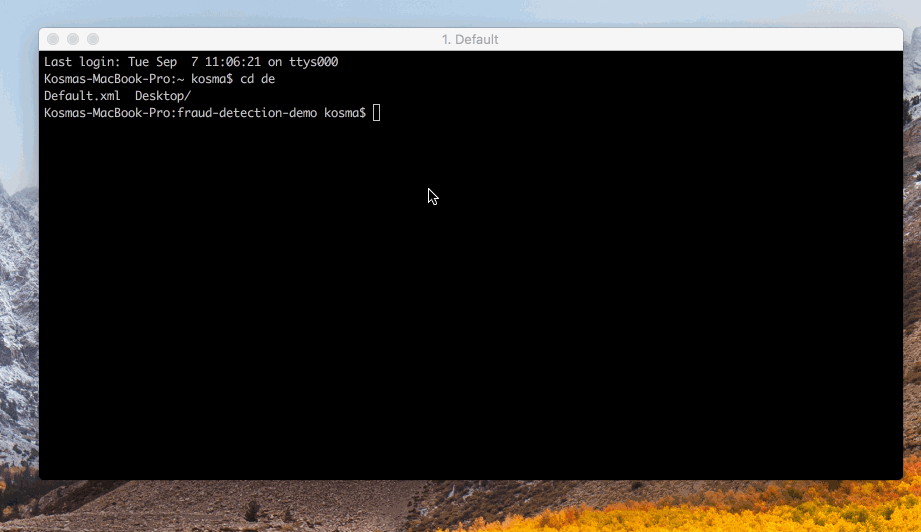 1. Default
Last login: Tue Sep  7 11:06:21 on ttys000
Kosmas-MacBook-Pro:~ kosma$ cd de
Default.xml  Desktop/
Kosmas-MacBook-Pro:fraud-detection-demo kosma$